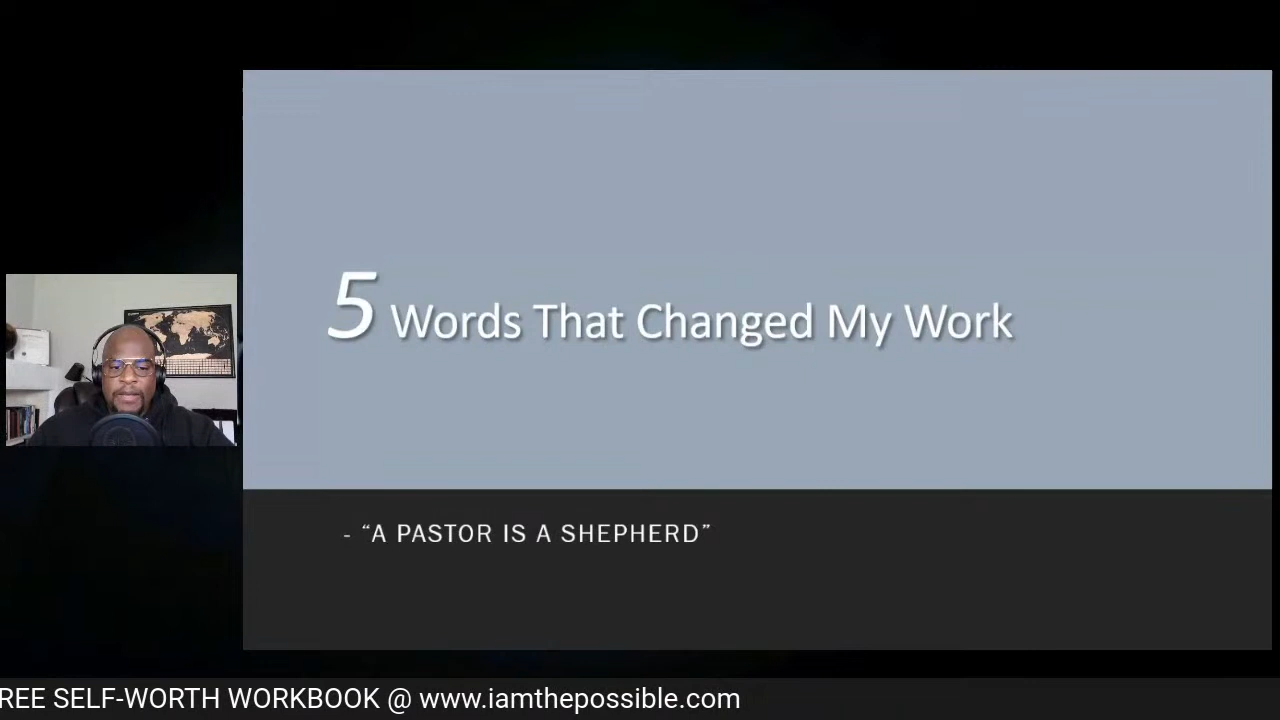 5 Words That Changed My Work
- “A PASTOR IS A SHEPHERD”
REE SELF-WORTH WORKBOOK @ www.iamthepossible.com